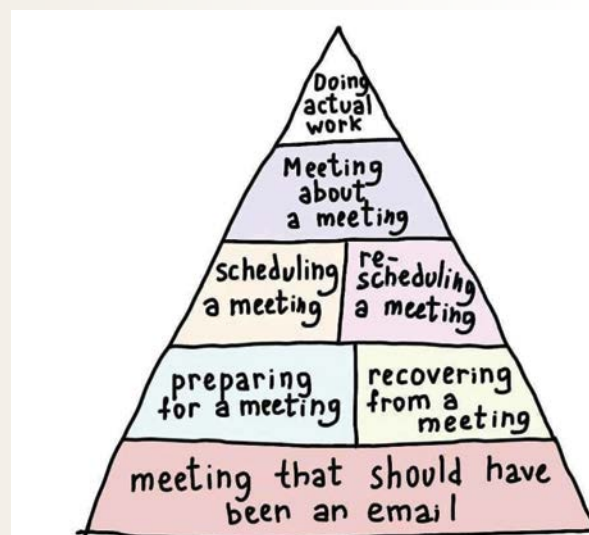 Doing
actual
work
Meeting
about
a meeting
scheduling
a meeting
re-
scheduling
a meeting
preparing
for a meeting
recovering
from a
meeting
meeting that should have
been an email